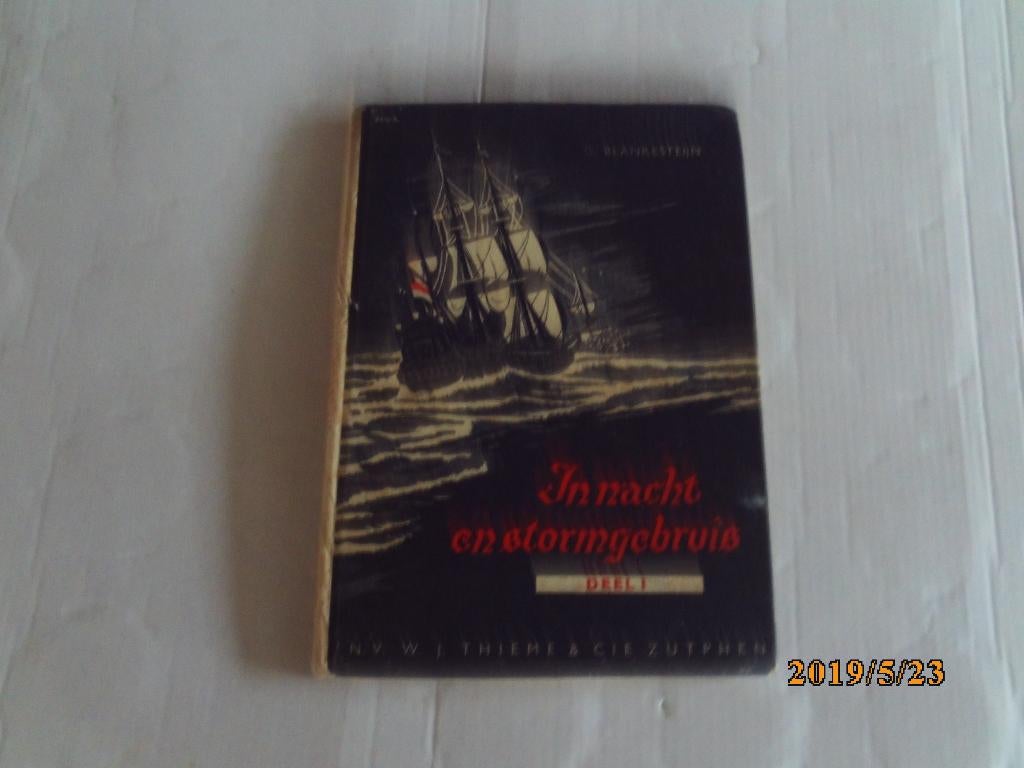 G. BLANKESTEIJN
In nacht
en stormgebruis
DEEL I
N.V. W. J. THIEME & CIE ZUTPHEN
2019/5/23